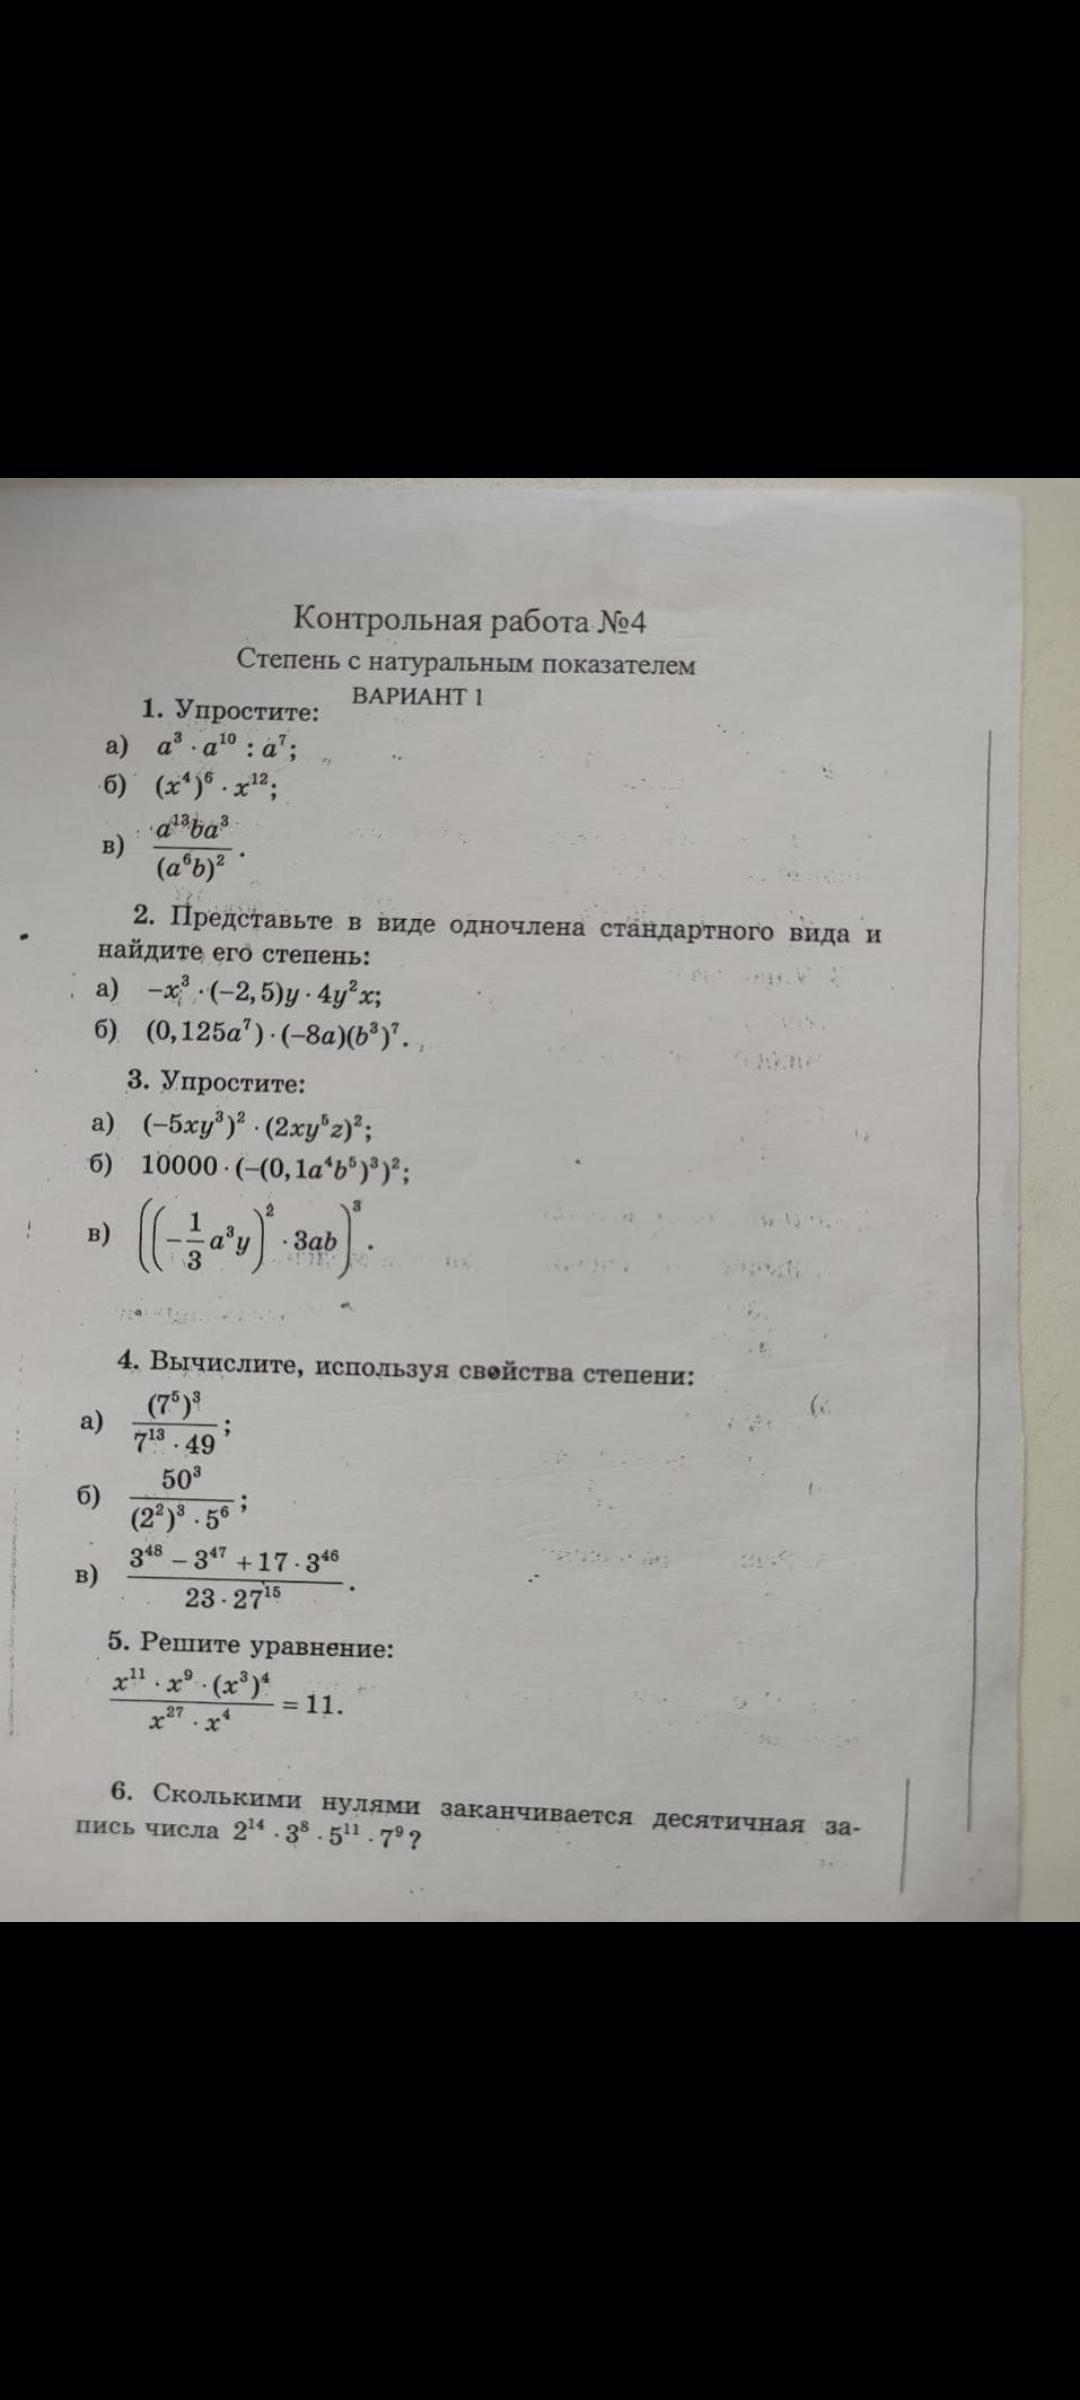 Контрольная работа №4
Степень с натуральным показателем
ВАРИАНТ 1
1. Упростите:
а) a³ · a¹⁰ : a⁷;
б) (x⁴)⁶ · x¹²;
в) a¹³ba³ / (a⁶b)².
2. Представьте в виде одночлена стандартного вида и
найдите его степень:
а) −x³ · (−2,5)y · 4y²x;
б) (0,125a⁷) · (−8a)(b³)⁷.
3. Упростите:
а) (−5xy³)² · (2xy⁵z)²;
б) 10000 · (−(0,1a⁴b⁵)³)²;
в) ((−1/3 a³y)² · 3ab)³.
4. Вычислите, используя свойства степени:
а) (7⁵)³ / 7¹³ · 49;
б) 50³ / (2²)³ · 5⁶;
в) 3⁴⁸ − 3⁴⁷ + 17 · 3⁴⁶ / 23 · 27¹⁵.
5. Решите уравнение:
x¹¹ · x⁹ · (x³)⁴ / x²⁷ · x⁴ = 11.
6. Сколькими нулями заканчивается десятичная за-
пись числа 2¹⁴ · 3⁸ · 5¹¹ · 7⁹?